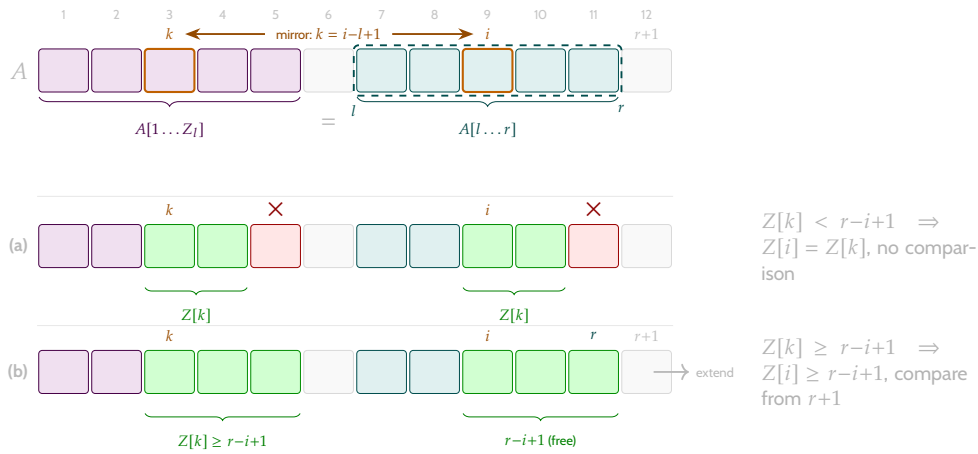 1 2 3 4 5 6 7 8 9 10 11 12
k mirror: k = i−l+1 i r+1
A
l r
A[1 … Z_l] = A[l … r]
k × i ×
(a)
Z[k] < r−i+1 ⇒
Z[i] = Z[k], no compar-
ison
Z[k] Z[k]
k i r r+1
(b) extend
Z[k] ≥ r−i+1 ⇒
Z[i] ≥ r−i+1, compare
from r+1
Z[k] ≥ r−i+1 r−i+1 (free)